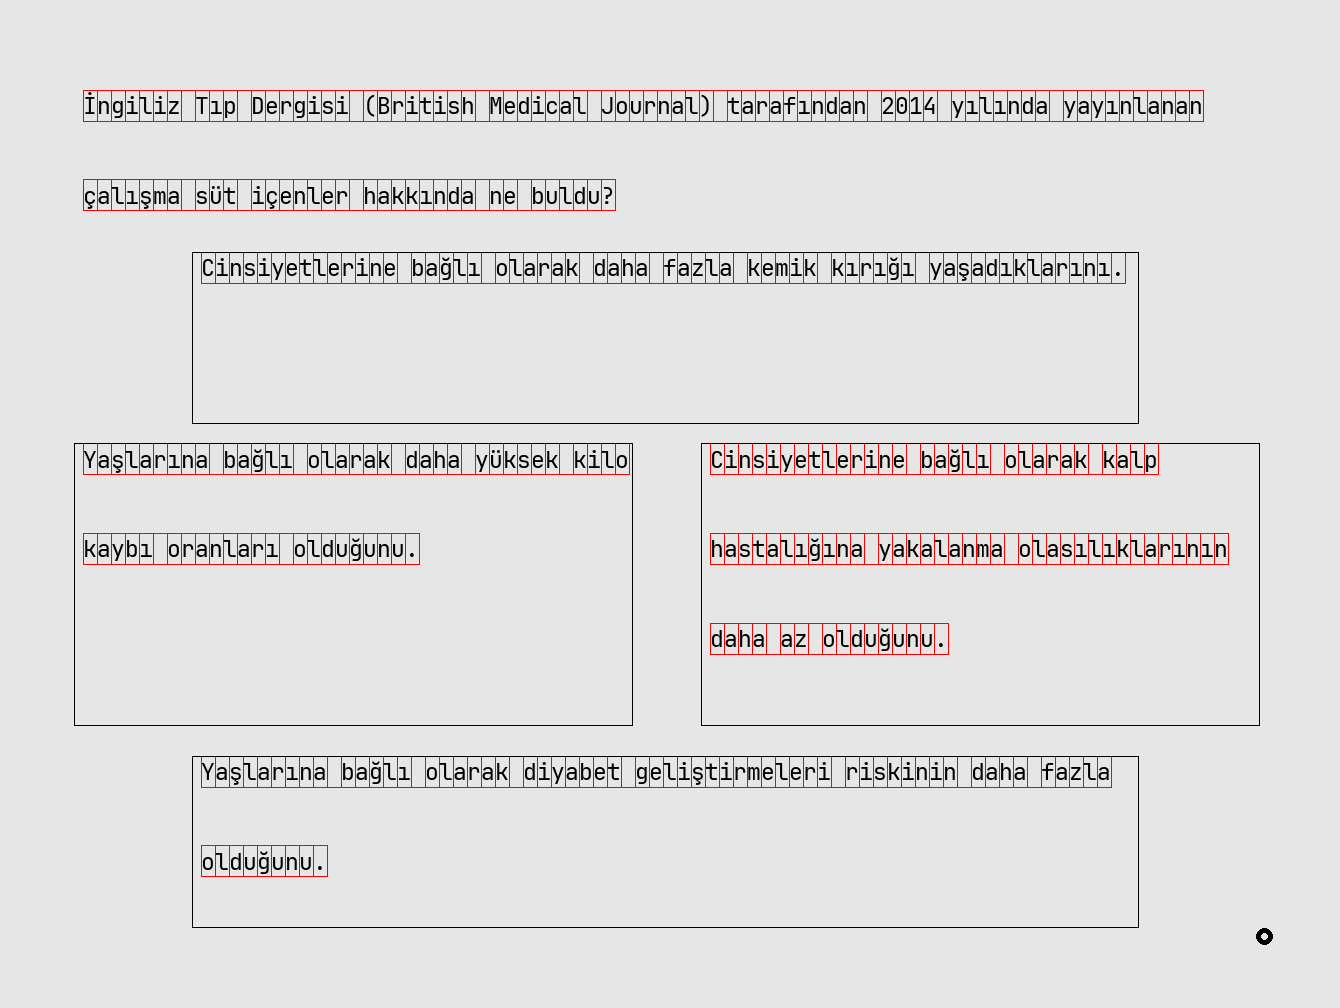 İngiliz Tıp Dergisi (British Medical Journal) tarafından 2014 yılında yayınlanan
çalışma süt içenler hakkında ne buldu?
Cinsiyetlerine bağlı olarak daha fazla kemik kırığı yaşadıklarını.
Yaşlarına bağlı olarak daha yüksek kilo
kaybı oranları olduğunu.
Cinsiyetlerine bağlı olarak kalp
hastalığına yakalanma olasılıklarının
daha az olduğunu.
Yaşlarına bağlı olarak diyabet geliştirmeleri riskinin daha fazla
olduğunu.